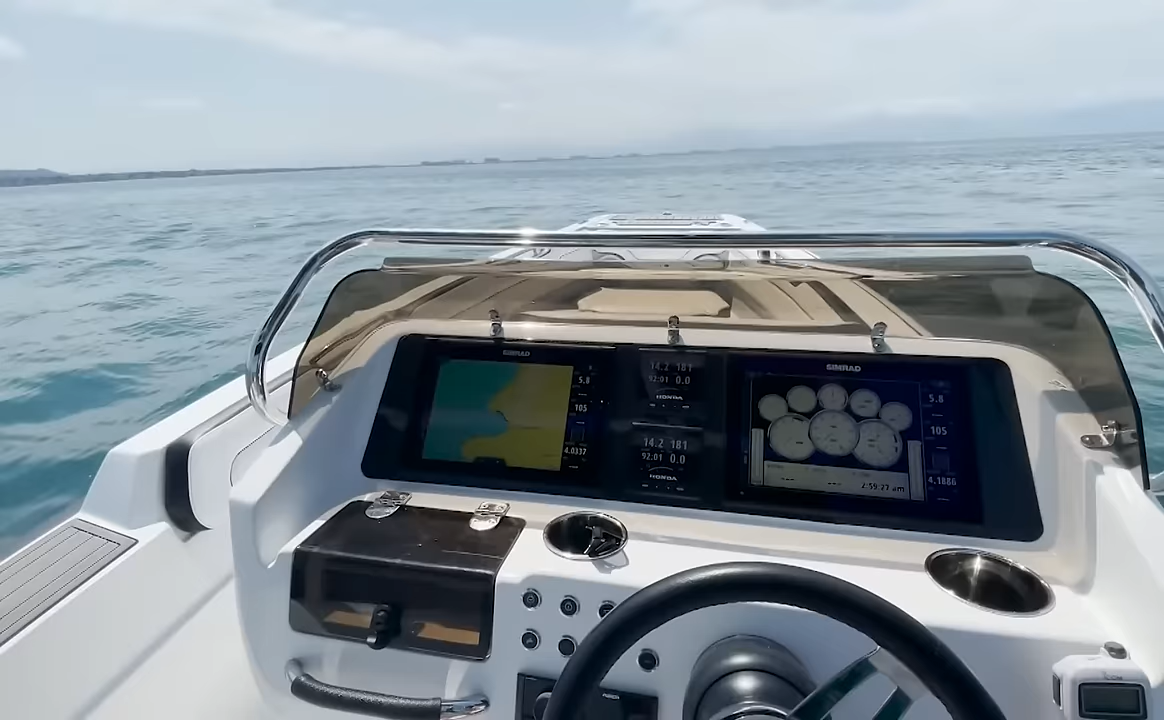 SIMRAD
5.8
105
4.0337
14.2 181
92:01 0.0
HONDA
14.2 181
92:01 0.0
HONDA
SIMRAD
5.8
105
4.1886
2:59:27 am